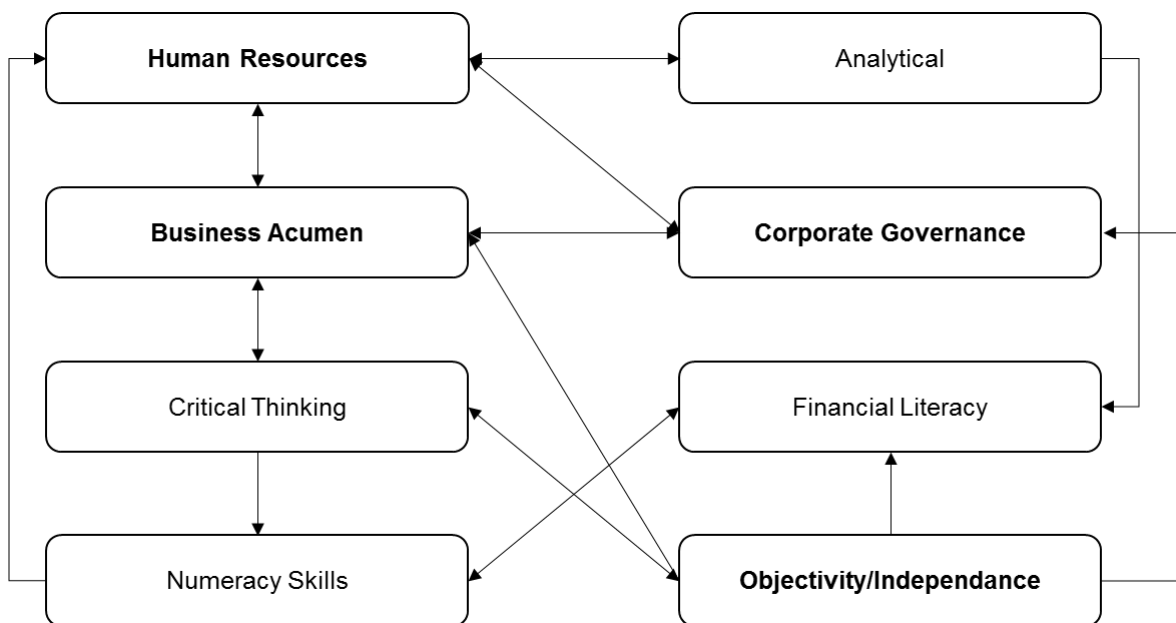 Human Resources
Analytical
Business Acumen
Corporate Governance
Critical Thinking
Financial Literacy
Numeracy Skills
Objectivity/Independance